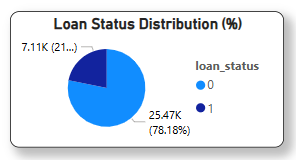 Loan Status Distribution (%)
7.11K (21...)
loan_status
0
1
25.47K
(78.18%)